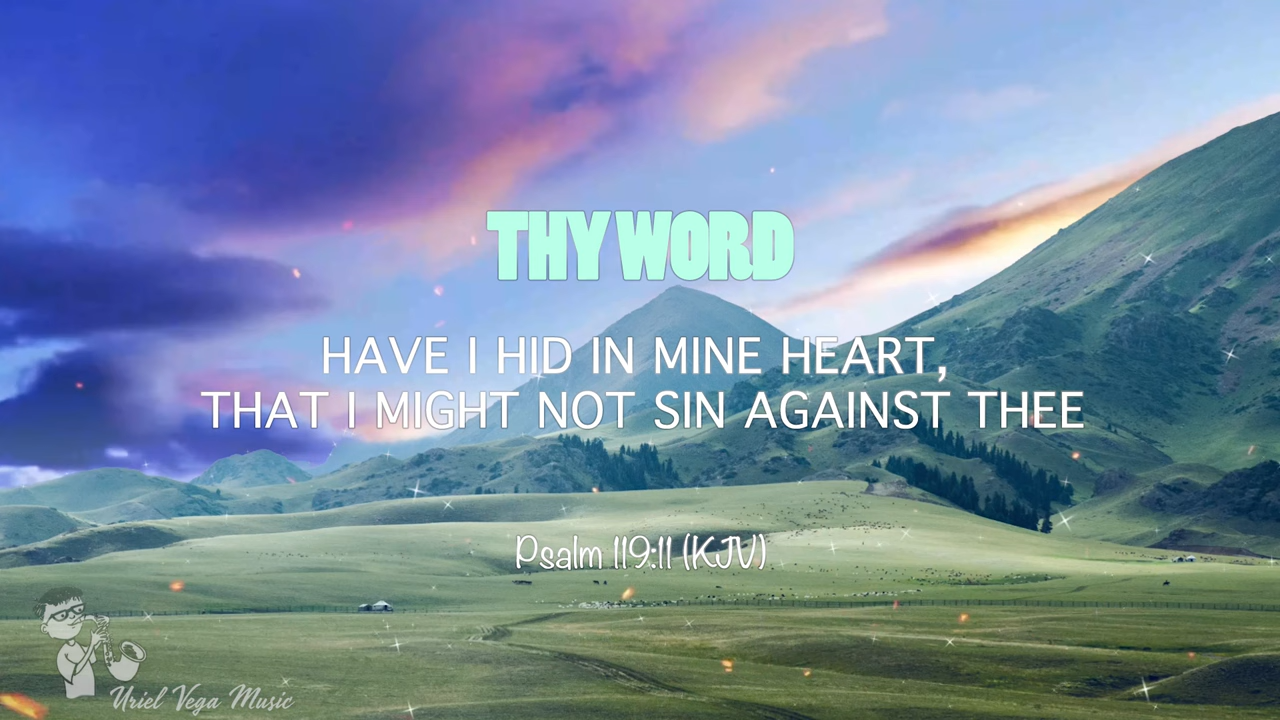 THY WORD
HAVE I HID IN MINE HEART,
THAT I MIGHT NOT SIN AGAINST THEE
Psalm 119:11 (KJV)
Uriel Vega Music